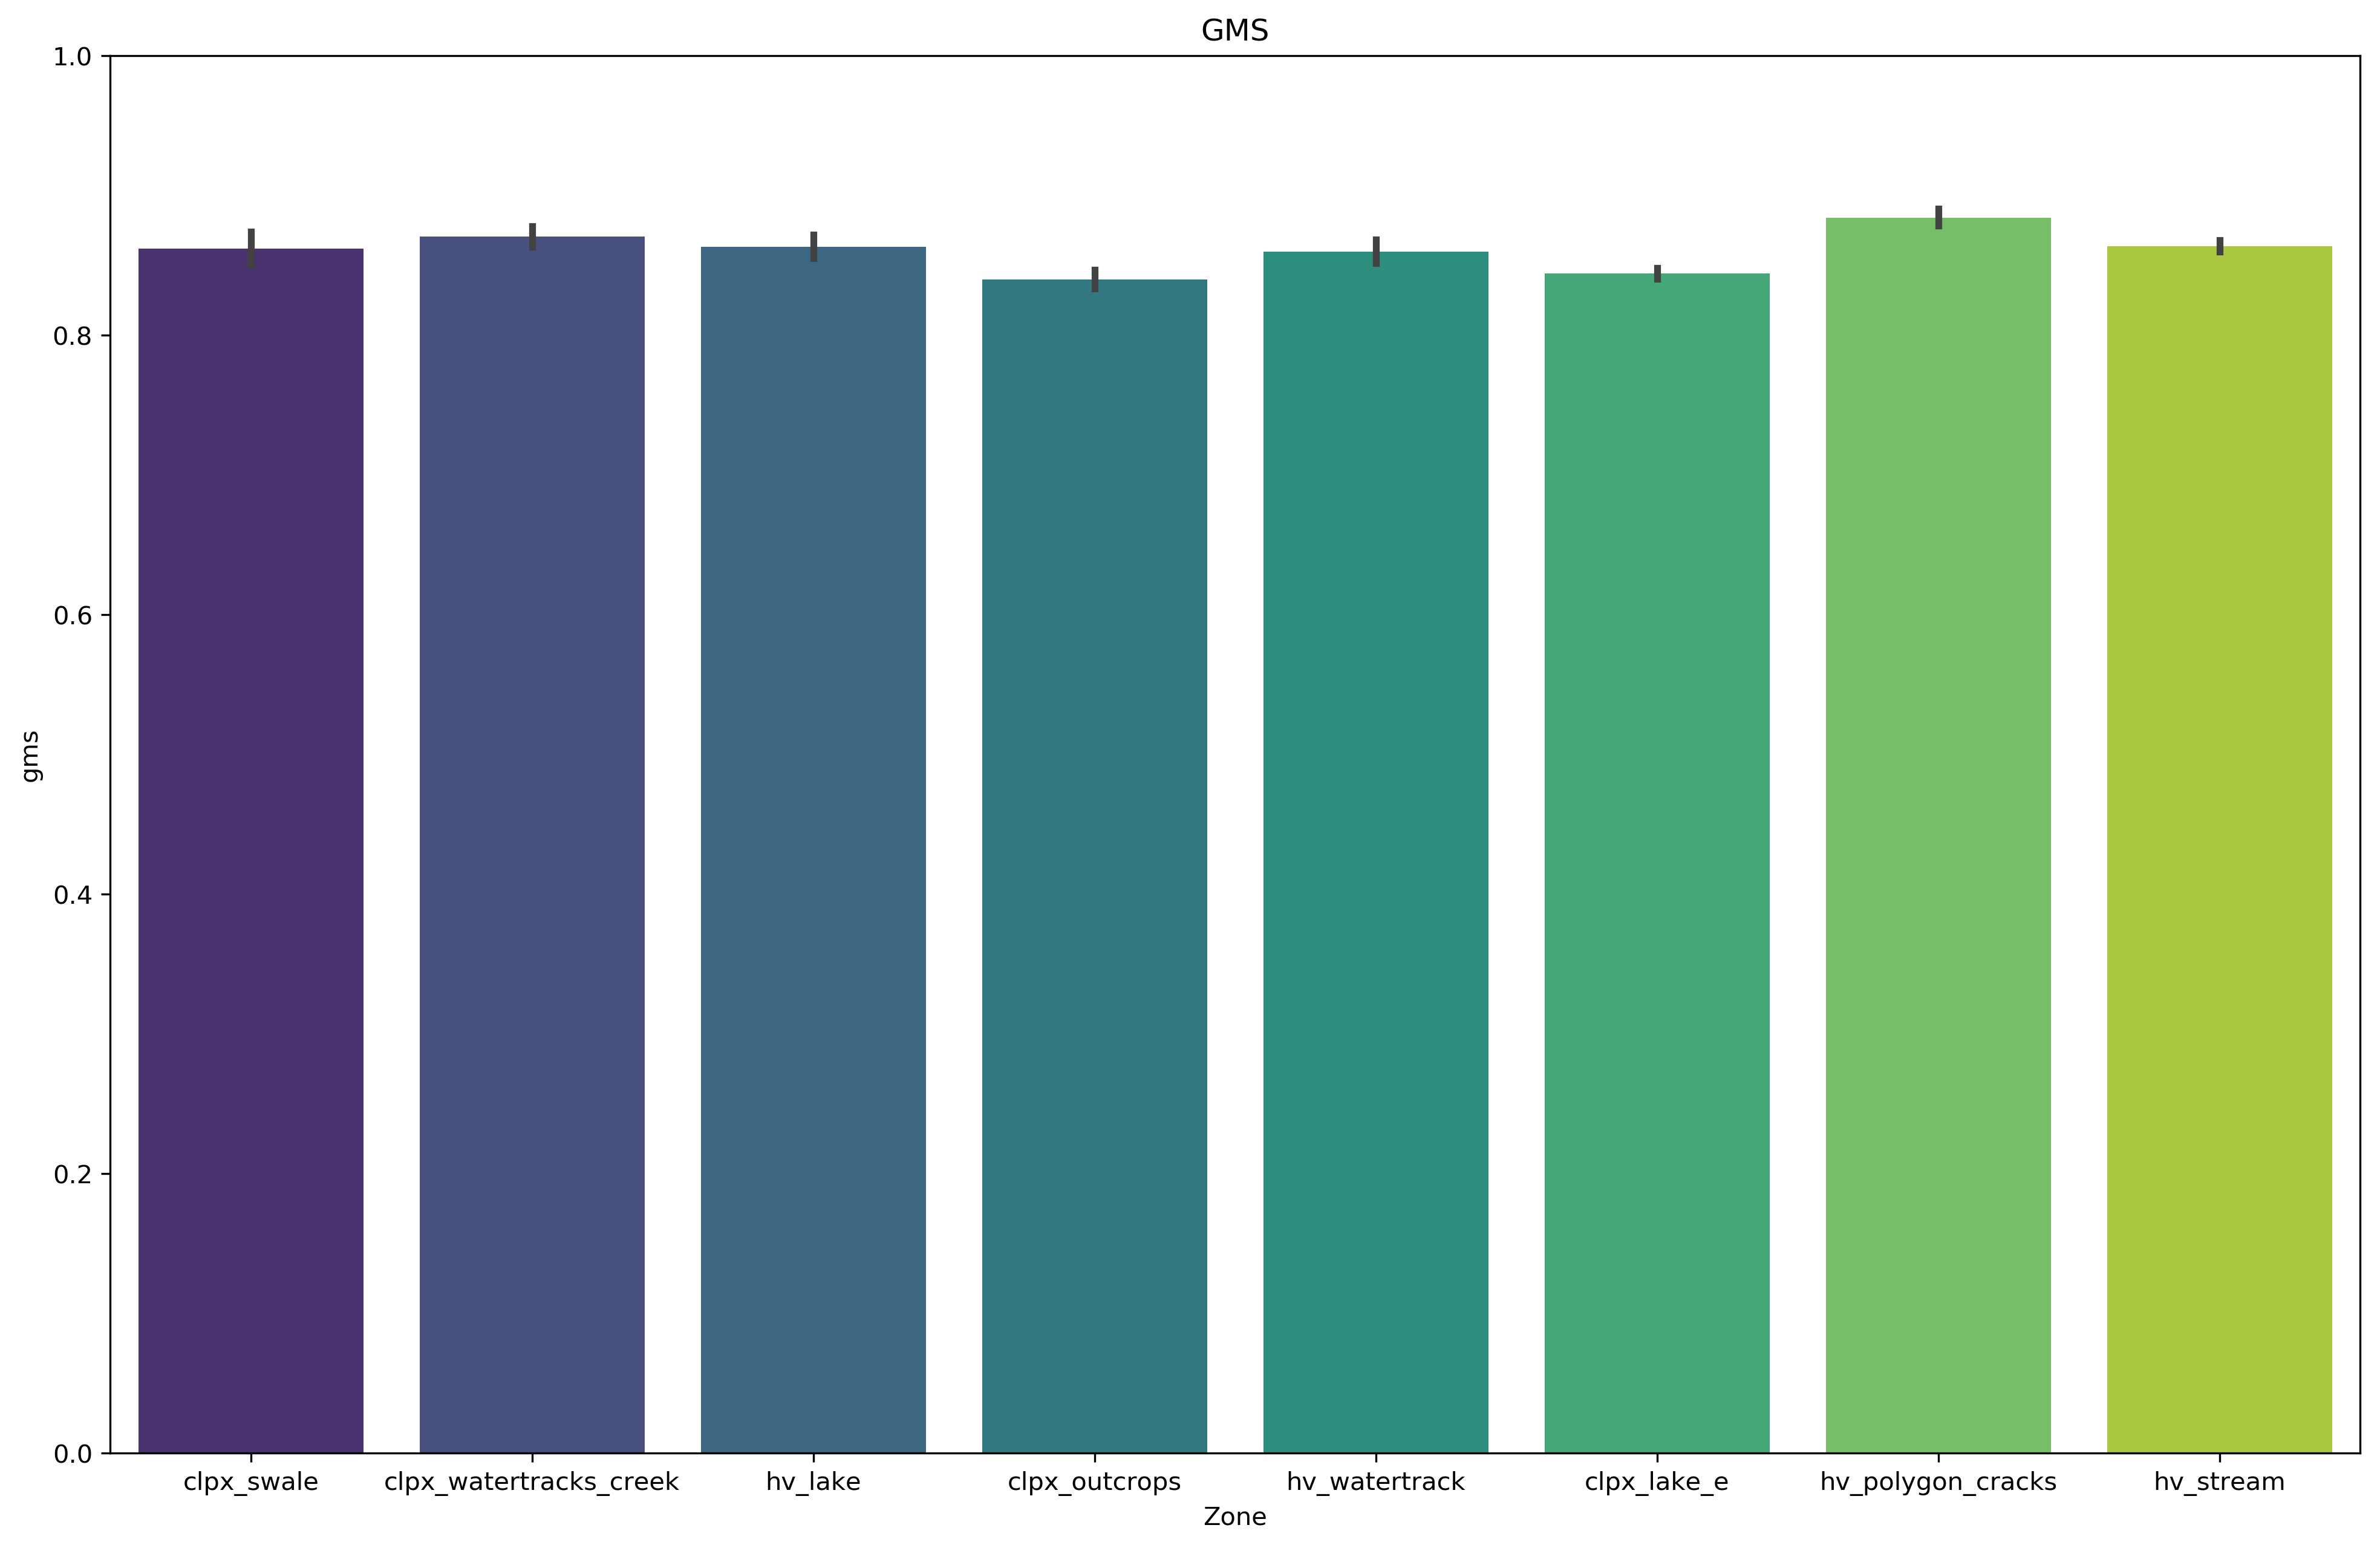 GMS
1.0
0.8
0.6
0.4
0.2
0.0
gms
clpx_swale clpx_watertracks_creek hv_lake clpx_outcrops hv_watertrack clpx_lake_e hv_polygon_cracks hv_stream
Zone